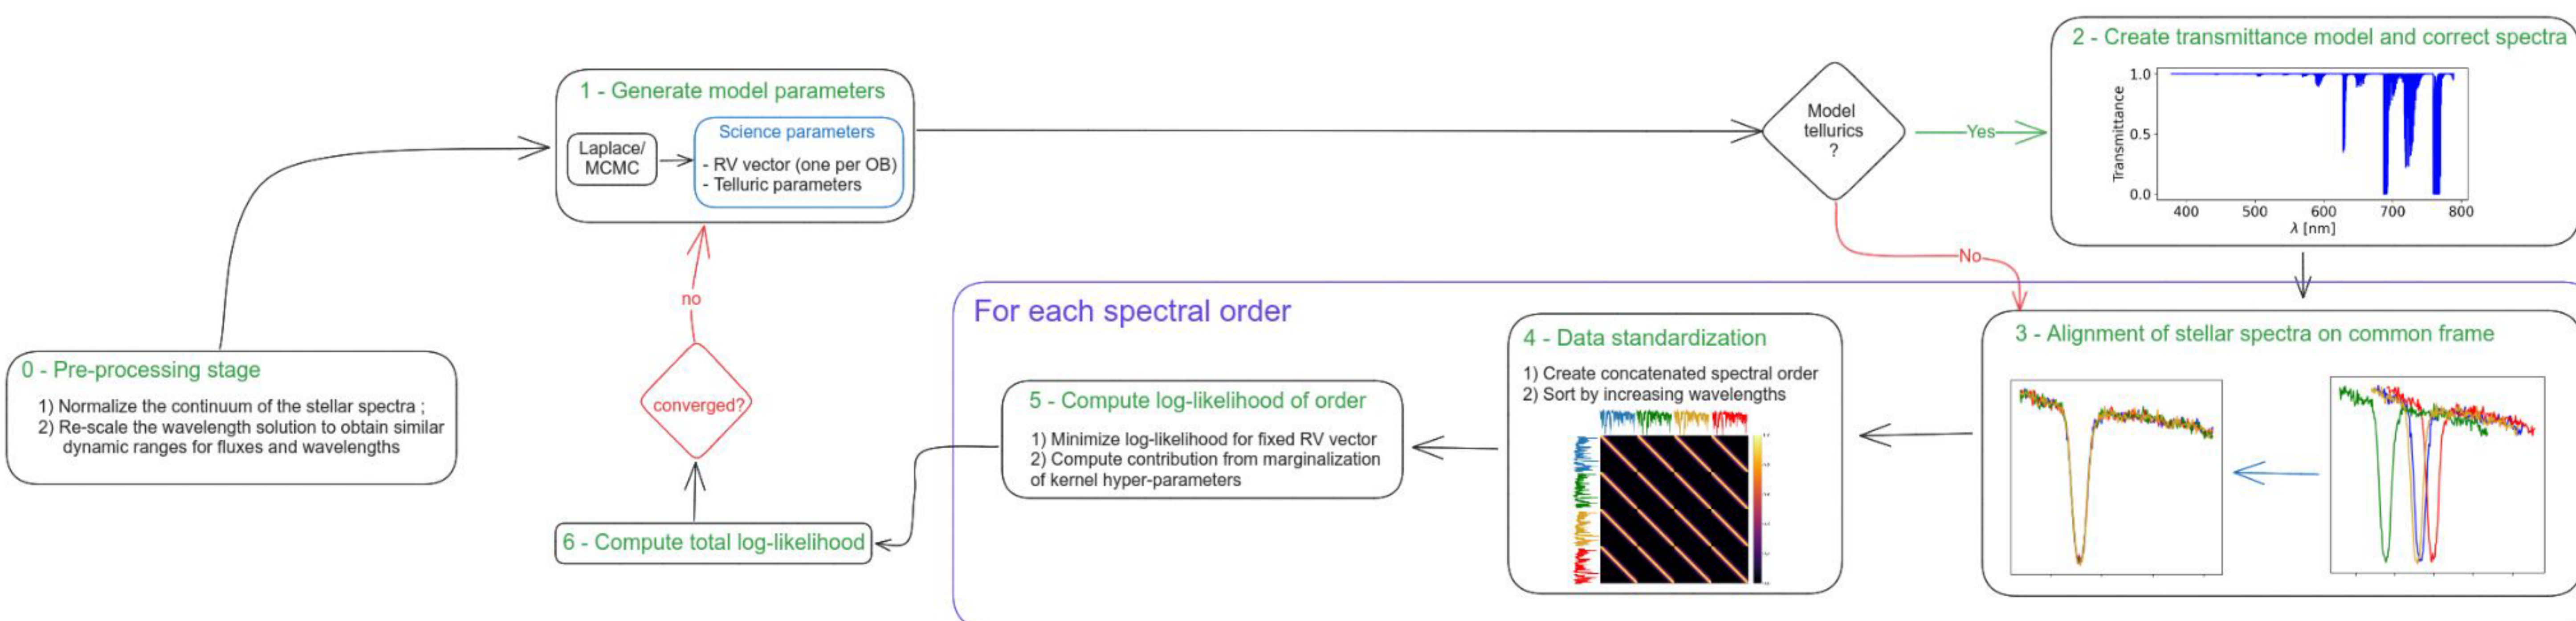 0 - Pre-processing stage
1) Normalize the continuum of the stellar spectra ;
2) Re-scale the wavelength solution to obtain similar
dynamic ranges for fluxes and wavelengths
1 - Generate model parameters
Laplace/
MCMC
Science parameters
- RV vector (one per OB)
- Telluric parameters
Model
tellurics
?
Yes
No
2 - Create transmittance model and correct spectra
Transmittance
1.0
0.5
0.0
400 500 600 700 800
λ [nm]
For each spectral order
3 - Alignment of stellar spectra on common frame
4 - Data standardization
1) Create concatenated spectral order
2) Sort by increasing wavelengths
5 - Compute log-likelihood of order
1) Minimize log-likelihood for fixed RV vector
2) Compute contribution from marginalization
of kernel hyper-parameters
6 - Compute total log-likelihood
converged?
no